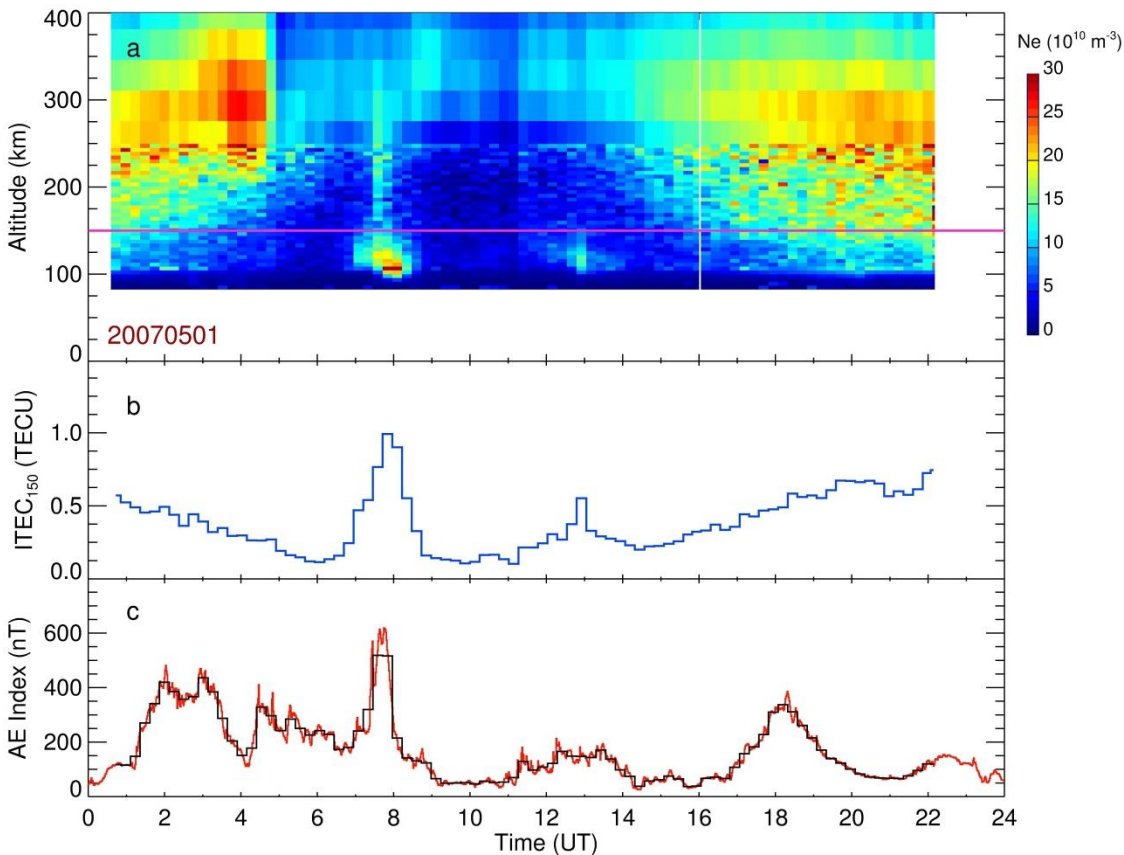 a
400
300
200
100
0
Altitude (km)
20070501
Ne (10¹⁰ m⁻³)
30
25
20
15
10
5
0
b
1.0
0.5
0.0
ITEC₁₅₀ (TECU)
c
600
400
200
0
AE Index (nT)
0 2 4 6 8 10 12 14 16 18 20 22 24
Time (UT)